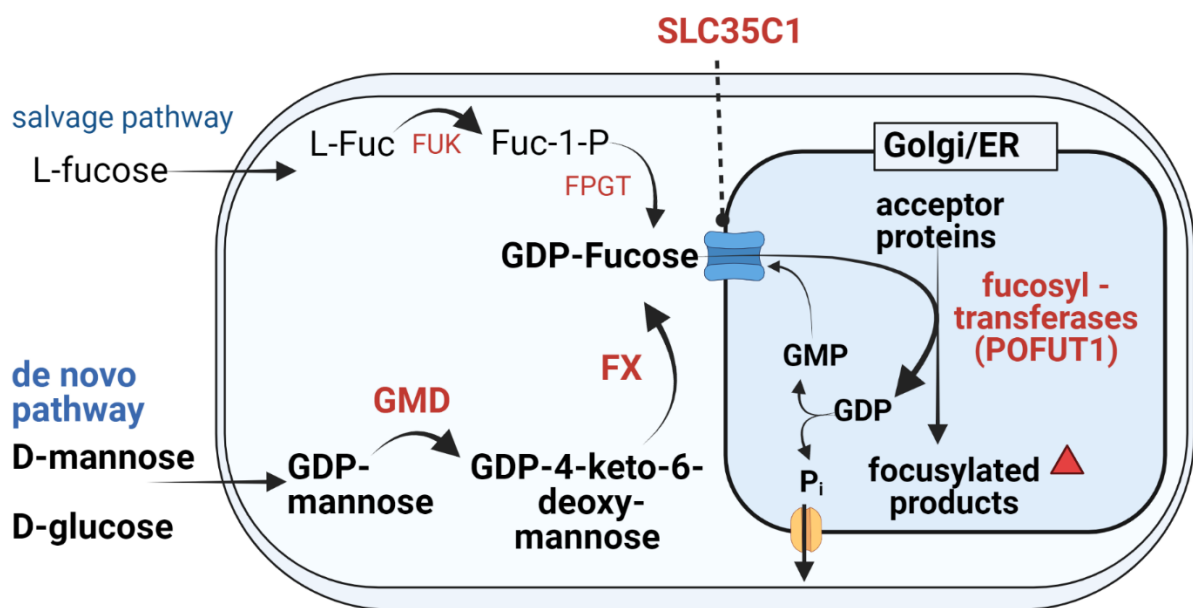 SLC35C1
salvage pathway
L-fucose
L-Fuc
FUK
Fuc-1-P
FPGT
GDP-Fucose
Golgi/ER
acceptor
proteins
fucosyl -
transferases
(POFUT1)
GMP
GDP
Pi
focusylated
products
de novo
pathway
D-mannose
D-glucose
GMD
FX
GDP-
mannose
GDP-4-keto-6-
deoxy-
mannose